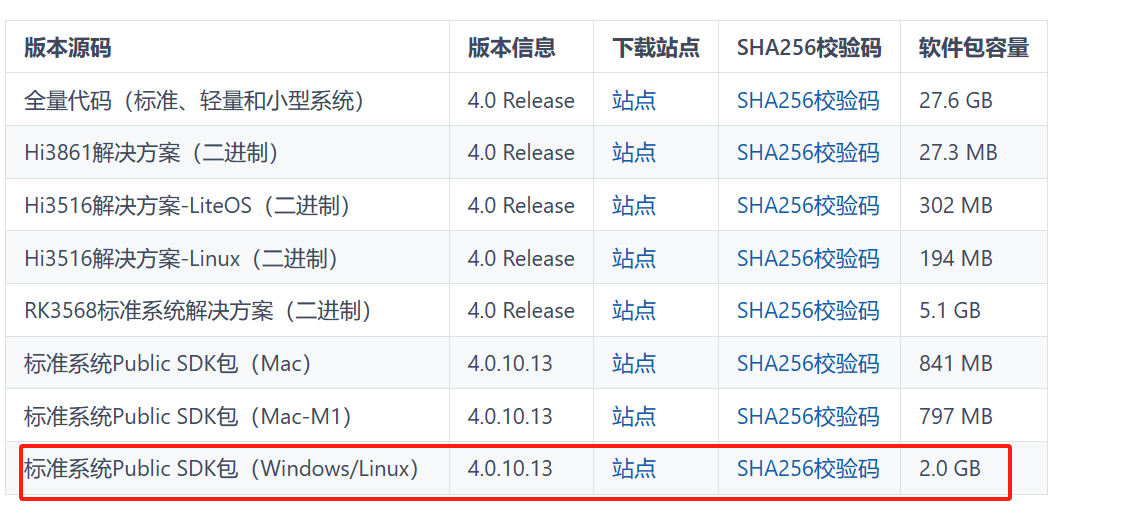 版本源码 版本信息 下载站点 SHA256校验码 软件包容量
全量代码（标准、轻量和小型系统） 4.0 Release 站点 SHA256校验码 27.6 GB
Hi3861解决方案（二进制） 4.0 Release 站点 SHA256校验码 27.3 MB
Hi3516解决方案-LiteOS（二进制） 4.0 Release 站点 SHA256校验码 302 MB
Hi3516解决方案-Linux（二进制） 4.0 Release 站点 SHA256校验码 194 MB
RK3568标准系统解决方案（二进制） 4.0 Release 站点 SHA256校验码 5.1 GB
标准系统Public SDK包（Mac） 4.0.10.13 站点 SHA256校验码 841 MB
标准系统Public SDK包（Mac-M1） 4.0.10.13 站点 SHA256校验码 797 MB
标准系统Public SDK包（Windows/Linux） 4.0.10.13 站点 SHA256校验码 2.0 GB